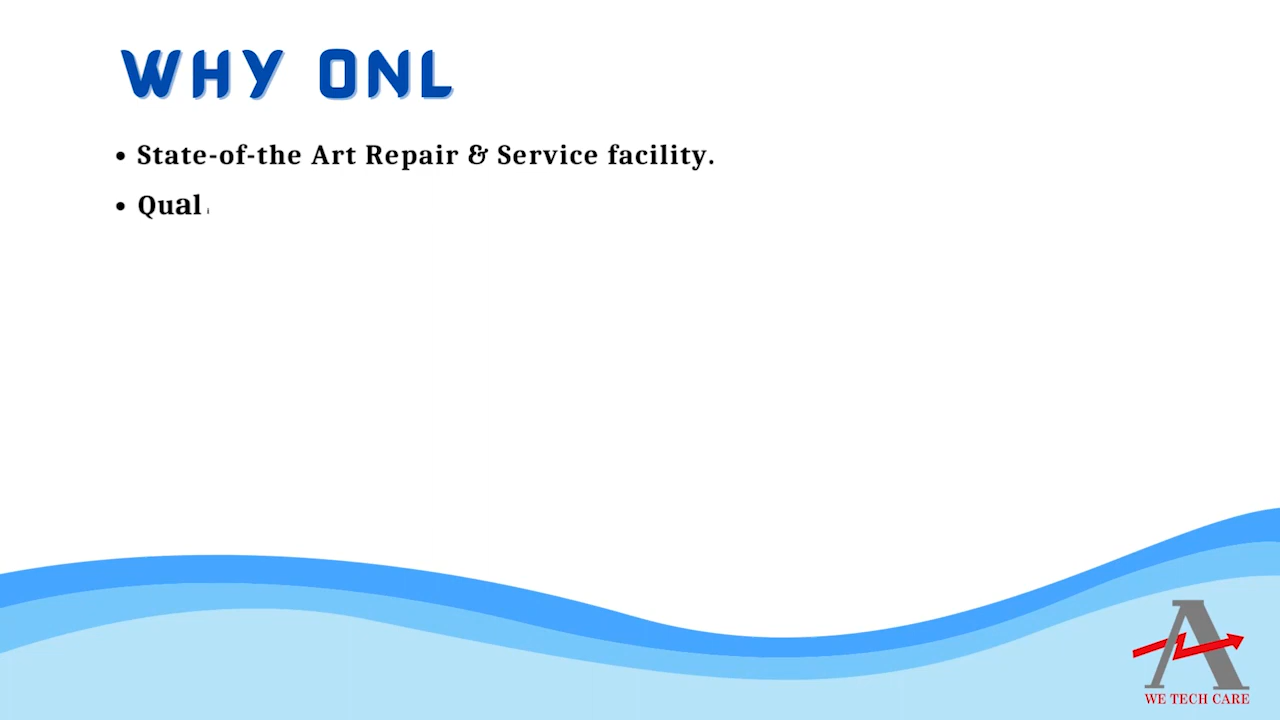 WHY ONL
• State-of-the Art Repair & Service facility.
• Qual
WE TECH CARE